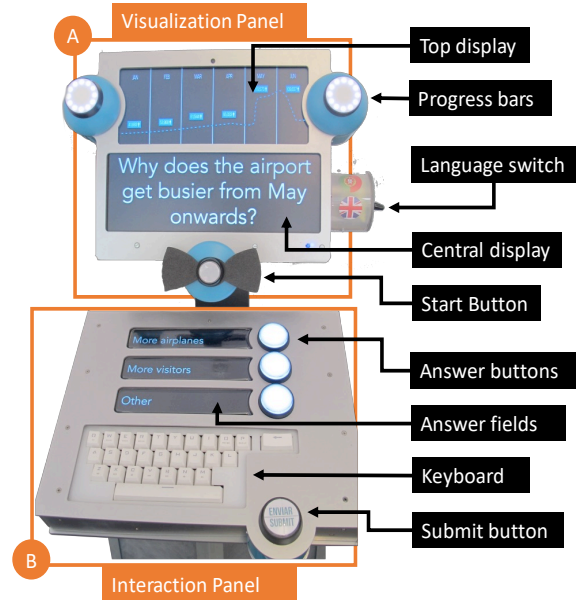 Visualization Panel
A
Top display
Progress bars
Why does the airport
get busier from May
onwards?
Language switch
Central display
Start Button
More airplanes
More visitors
Other
Answer buttons
Answer fields
Keyboard
ENVIAR
SUBMIT
Submit button
B
Interaction Panel